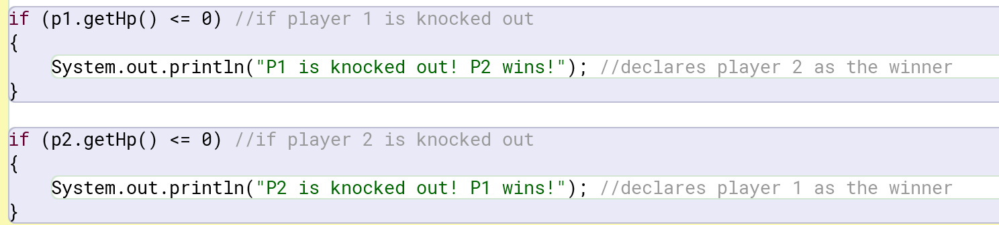 if (p1.getHp() <= 0) //if player 1 is knocked out
{
    System.out.println("P1 is knocked out! P2 wins!"); //declares player 2 as the winner
}
if (p2.getHp() <= 0) //if player 2 is knocked out
{
    System.out.println("P2 is knocked out! P1 wins!"); //declares player 1 as the winner
}